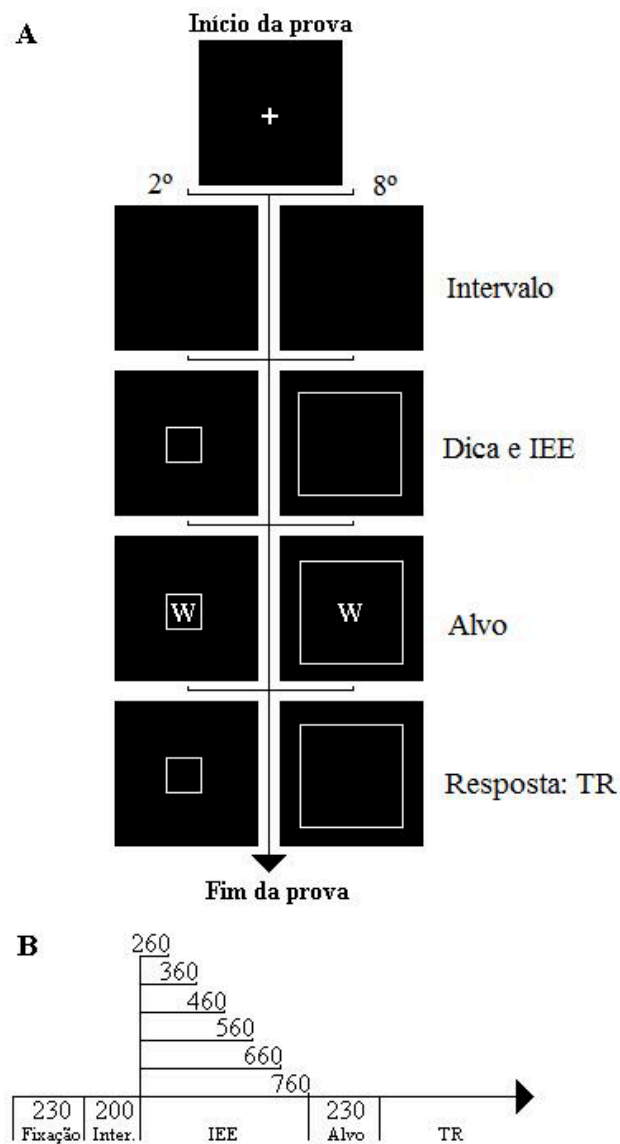 A
Início da prova
+
2º 8º
Intervalo
Dica e IEE
W W
Alvo
Resposta: TR
Fim da prova
B
260
360
460
560
660
760
230 200 230
Fixação Inter. IEE Alvo TR